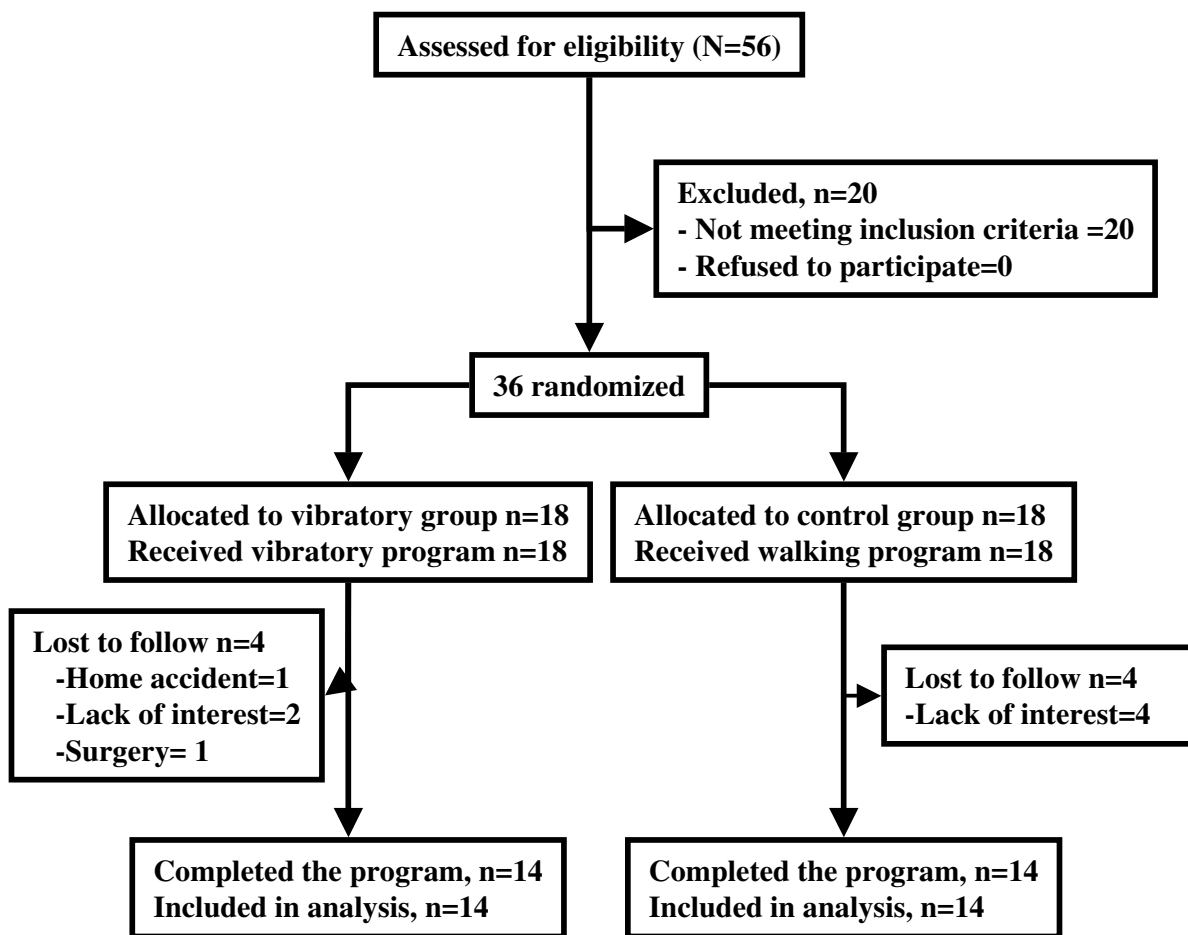 Assessed for eligibility (N=56)
Excluded, n=20
- Not meeting inclusion criteria =20
- Refused to participate=0
36 randomized
Allocated to vibratory group n=18
Received vibratory program n=18
Allocated to control group n=18
Received walking program n=18
Lost to follow n=4
-Home accident=1
-Lack of interest=2
-Surgery= 1
Lost to follow n=4
-Lack of interest=4
Completed the program, n=14
Included in analysis, n=14
Completed the program, n=14
Included in analysis, n=14